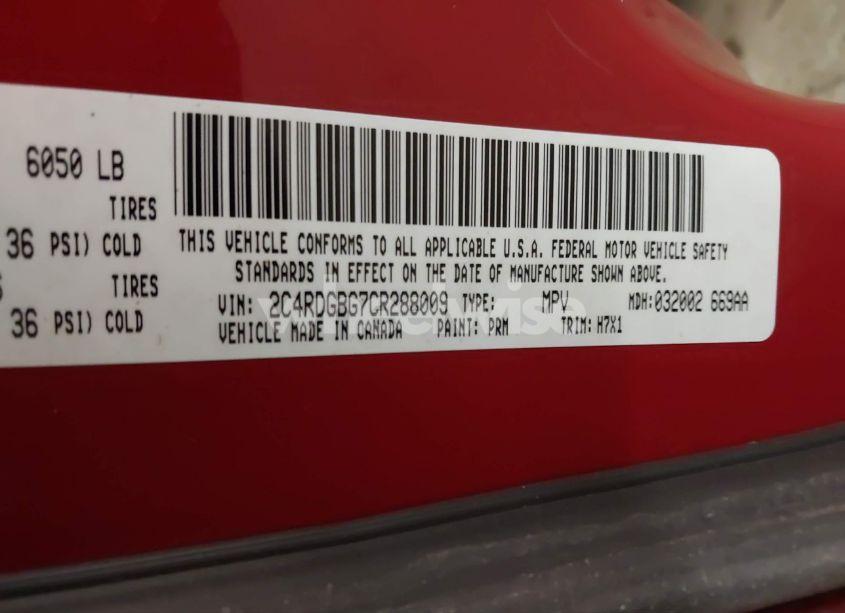 6050 LB
TIRES
36 PSI) COLD
TIRES
36 PSI) COLD
THIS VEHICLE CONFORMS TO ALL APPLICABLE U.S.A. FEDERAL MOTOR VEHICLE SAFETY
STANDARDS IN EFFECT ON THE DATE OF MANUFACTURE SHOWN ABOVE.
VIN: 2C4RDGBG7CR288009 TYPE: MPV MDH:032002 669AA
VEHICLE MADE IN CANADA PAINT: PRM TRIM: H7X1